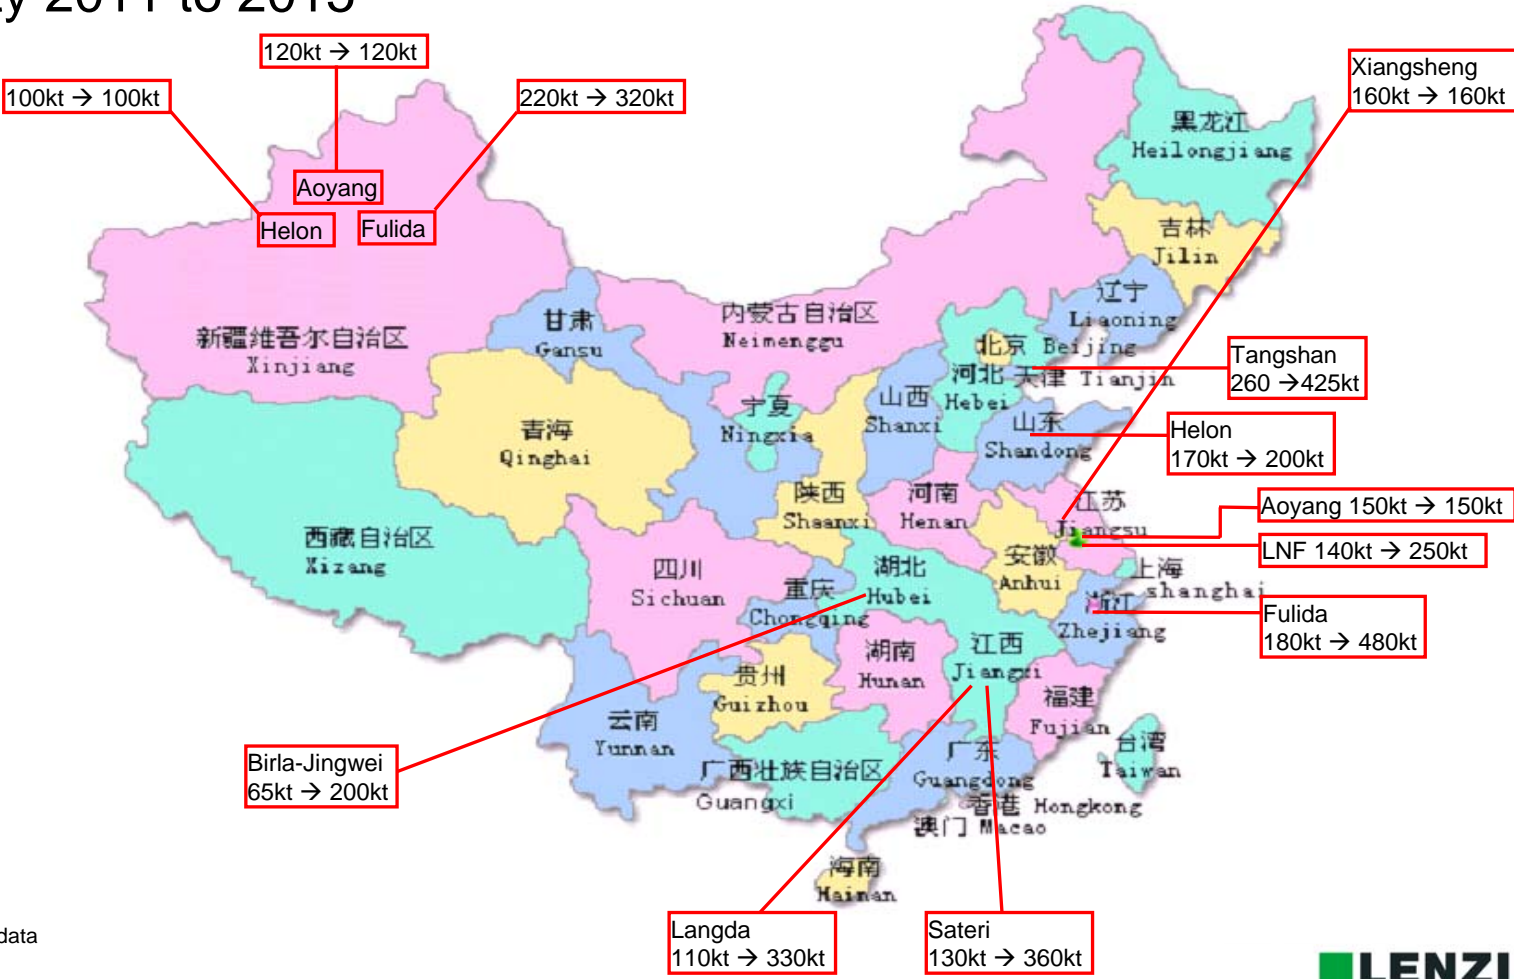 ty 2011 to 2015
120kt → 120kt
100kt → 100kt
220kt → 320kt
Xiangsheng
160kt → 160kt
Aoyang
Helon
Fulida
黑龙江
Heilongjiang
吉林
Jilin
辽宁
Liaoning
内蒙古自治区
Neimenggu
甘肃
Gansu
新疆维吾尔自治区
Xinjiang
北京 Beijing
天津 Tianjin
河北
Hebei
Tangshan
260 →425kt
山西
Shanxi
宁夏
Ningxia
山东
Shandong
Helon
170kt → 200kt
青海
Qinghai
陕西
Shaanxi
河南
Henan
江苏
Jiangsu
Aoyang 150kt → 150kt
LNF 140kt → 250kt
西藏自治区
Xizang
四川
Sichuan
重庆
Chongqing
湖北
Hubei
安徽
Anhui
上海
shanghai
浙江
Zhejiang
Fulida
180kt → 480kt
湖南
Hunan
江西
Jiangxi
贵州
Guizhou
福建
Fujian
云南
Yunnan
台湾
Taiwan
广西壮族自治区
Guangxi
广东
Guangdong
香港 Hongkong
澳门 Macao
Birla-Jingwei
65kt → 200kt
海南
Hainan
Langda
110kt → 330kt
Sateri
130kt → 360kt
data
LENZI